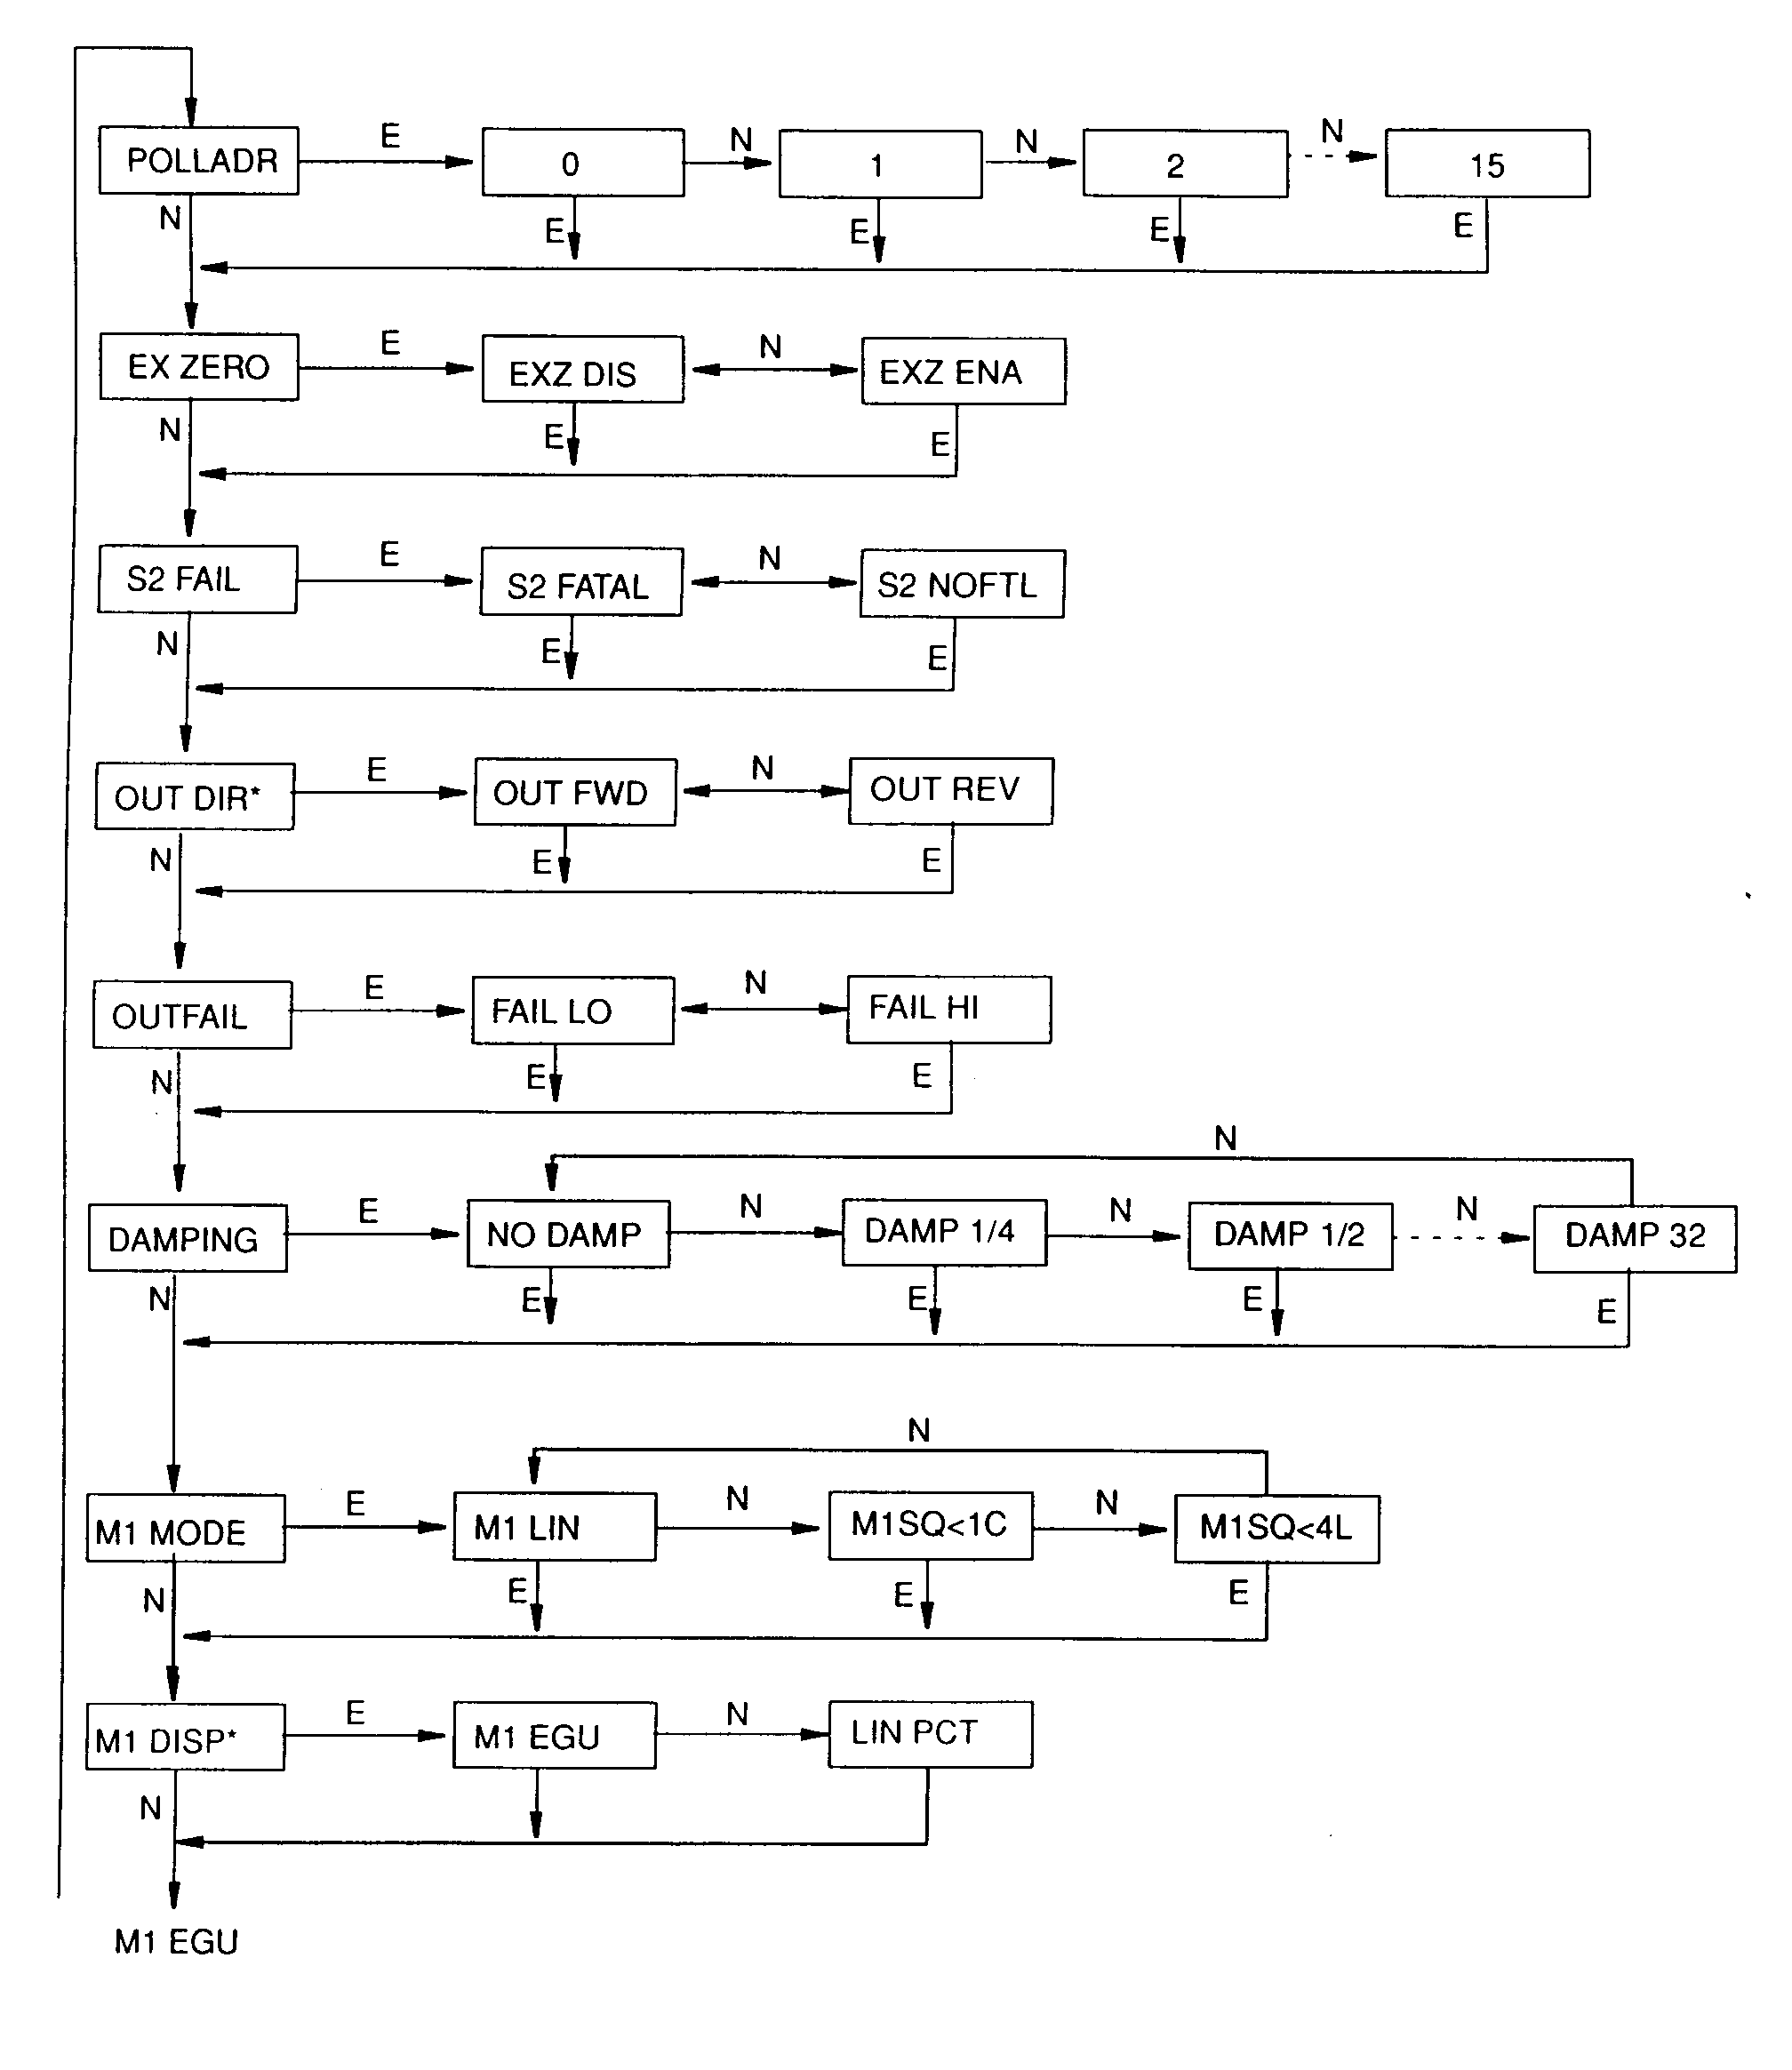 E N N N
POLLADR 0 1 2 15
N E E E E
E N
EX ZERO EXZ DIS EXZ ENA
N E E
E N
S2 FAIL S2 FATAL S2 NOFTL
N E E
E N
OUT DIR* OUT FWD OUT REV
N E E
E N
OUTFAIL FAIL LO FAIL HI
N E E
N
E N N N
DAMPING NO DAMP DAMP 1/4 DAMP 1/2 DAMP 32
N E E E E
N
E N N
M1 MODE M1 LIN M1SQ<1C M1SQ<4L
N E E E
E N
M1 DISP* M1 EGU LIN PCT
N
M1 EGU